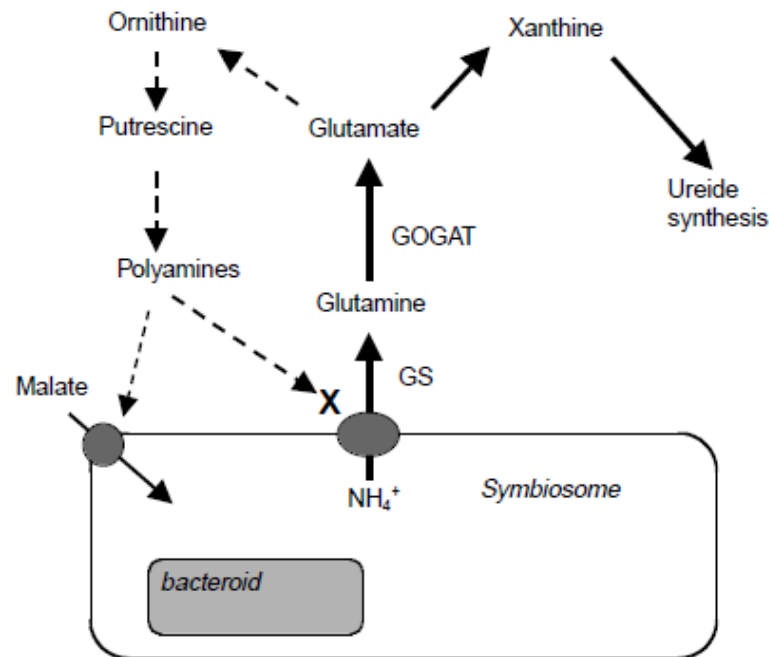 Ornithine
Xanthine
Putrescine
Glutamate
Ureide
synthesis
GOGAT
Polyamines
Glutamine
Malate
GS
X
NH₄⁺
Symbiosome
bacteroid